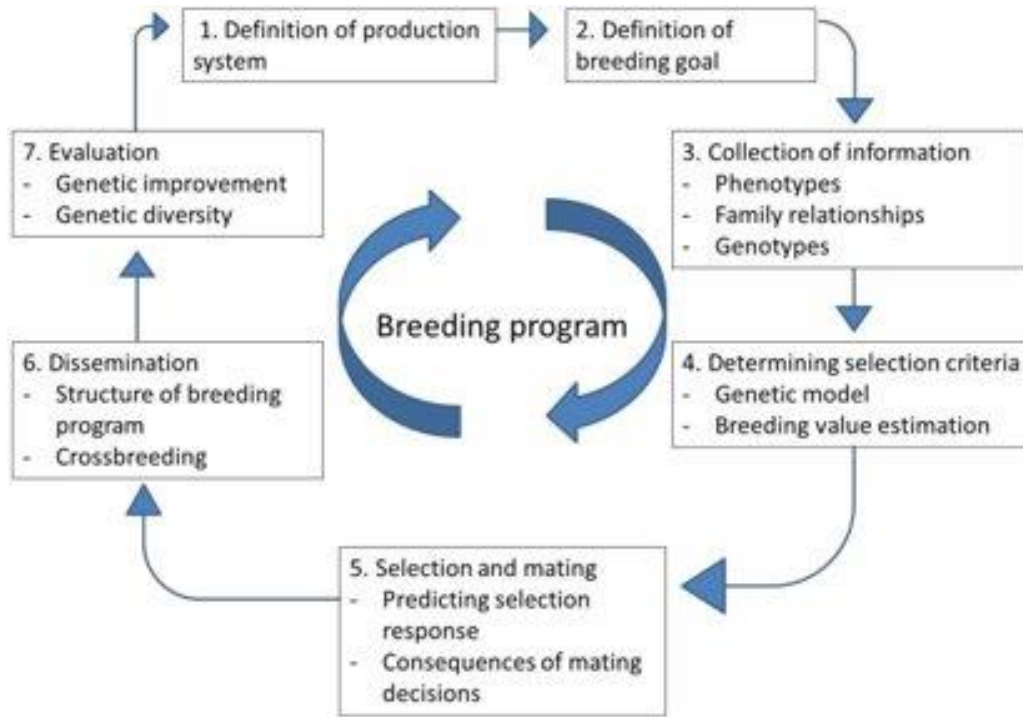 1. Definition of production
system
2. Definition of
breeding goal
3. Collection of information
- Phenotypes
- Family relationships
- Genotypes
4. Determining selection criteria
- Genetic model
- Breeding value estimation
5. Selection and mating
- Predicting selection
response
- Consequences of mating
decisions
6. Dissemination
- Structure of breeding
program
- Crossbreeding
7. Evaluation
- Genetic improvement
- Genetic diversity
Breeding program